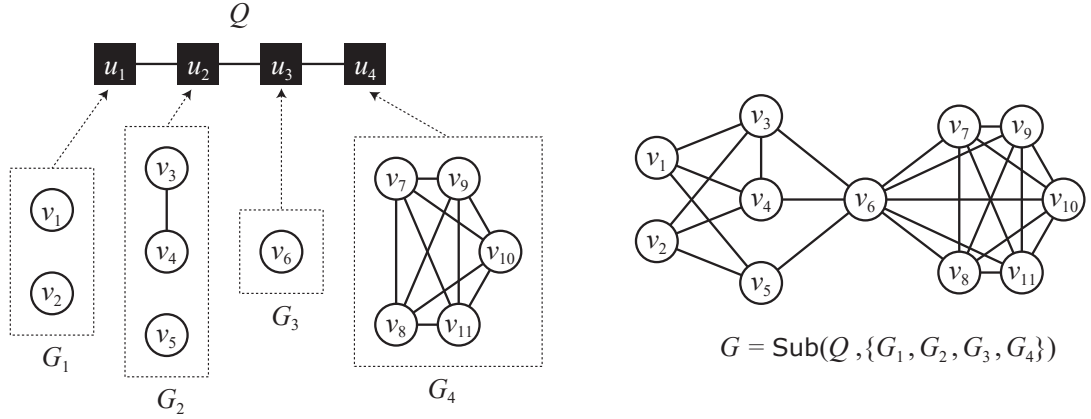 Q
u1 u2 u3 u4
v1
v2
G1
v3
v4
v5
G2
v6
G3
v7 v9
v10
v8 v11
G4
v3
v1
v4
v2
v5
v6
v7 v9
v10
v8 v11
G = Sub(Q ,{G1 , G2 , G3 , G4})